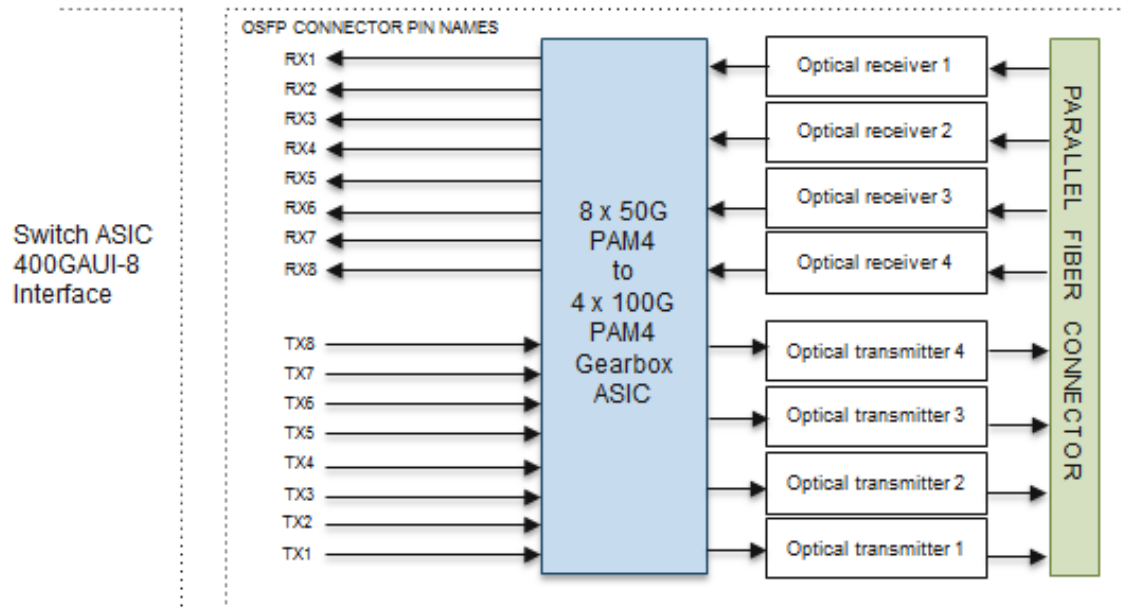 OSFP CONNECTOR PIN NAMES
RX1
RX2
RX3
RX4
RX5
RX6
RX7
RX8
TX8
TX7
TX6
TX5
TX4
TX3
TX2
TX1
Switch ASIC
400GAUI-8
Interface
8 x 50G
PAM4
to
4 x 100G
PAM4
Gearbox
ASIC
Optical receiver 1
Optical receiver 2
Optical receiver 3
Optical receiver 4
Optical transmitter 4
Optical transmitter 3
Optical transmitter 2
Optical transmitter 1
PARALLEL FIBER CONNECTOR